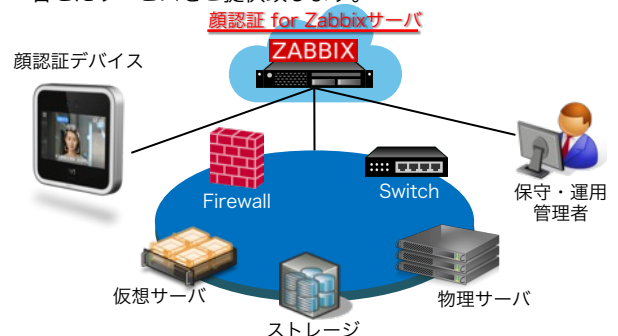 顔認証 for Zabbixサーバ
ZABBIX
顔認証デバイス
Firewall
Switch
保守・運用
管理者
仮想サーバ
物理サーバ
ストレージ